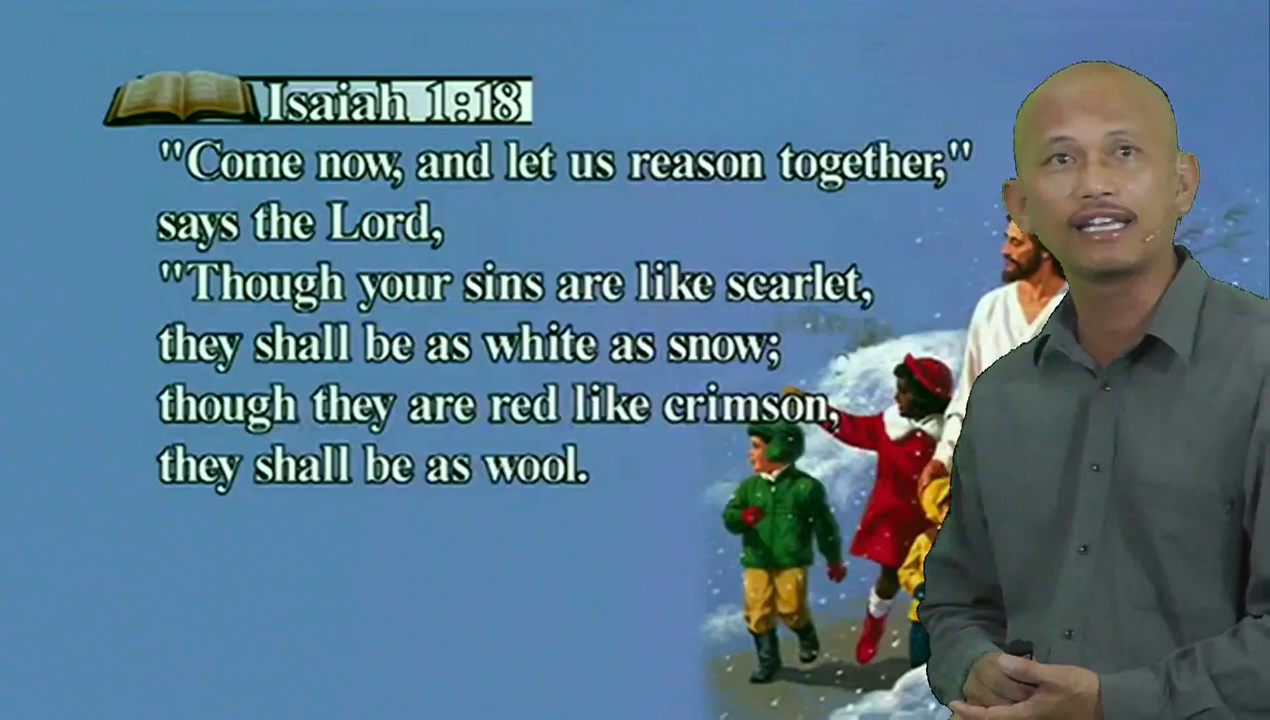 Isaiah 1:18
"Come now, and let us reason together,"
says the Lord,
"Though your sins are like scarlet,
they shall be as white as snow;
though they are red like crimson,
they shall be as wool.